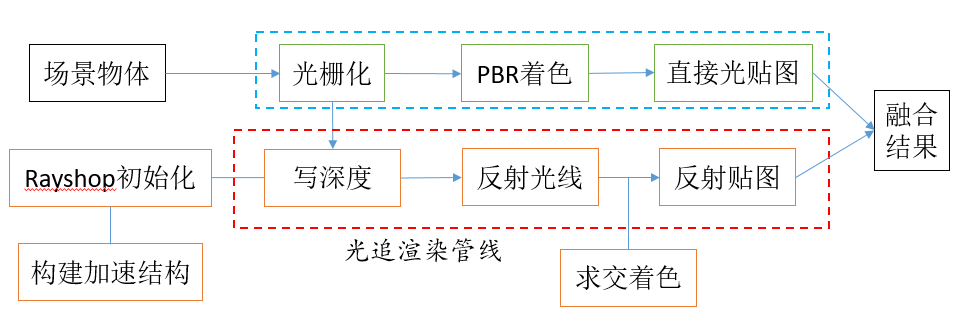 场景物体
光栅化
PBR着色
直接光贴图
融合
结果
Rayshop初始化
写深度
反射光线
反射贴图
光追渲染管线
构建加速结构
求交着色